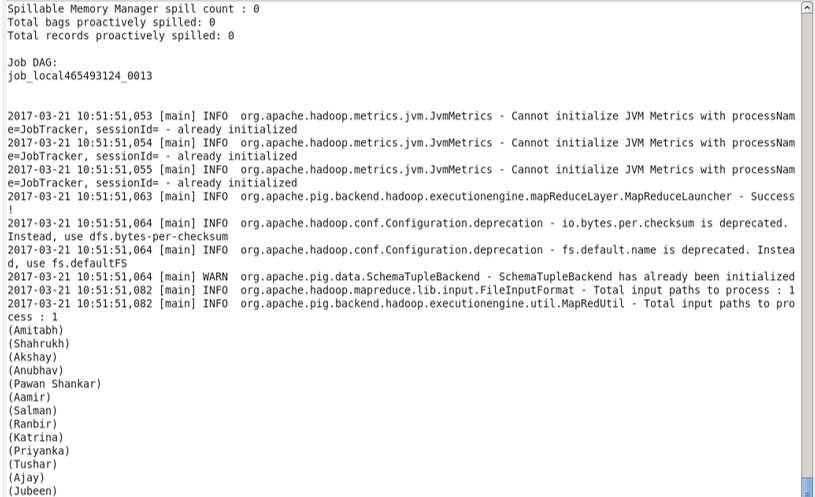 Spillable Memory Manager spill count : 0
Total bags proactively spilled: 0
Total records proactively spilled: 0
Job DAG:
job_local465493124_0013
2017-03-21 10:51:51,053 [main] INFO  org.apache.hadoop.metrics.jvm.JvmMetrics - Cannot initialize JVM Metrics with processNam
e=JobTracker, sessionId= - already initialized
2017-03-21 10:51:51,054 [main] INFO  org.apache.hadoop.metrics.jvm.JvmMetrics - Cannot initialize JVM Metrics with processNam
e=JobTracker, sessionId= - already initialized
2017-03-21 10:51:51,055 [main] INFO  org.apache.hadoop.metrics.jvm.JvmMetrics - Cannot initialize JVM Metrics with processNam
e=JobTracker, sessionId= - already initialized
2017-03-21 10:51:51,063 [main] INFO  org.apache.pig.backend.hadoop.executionengine.mapReduceLayer.MapReduceLauncher - Success
!
2017-03-21 10:51:51,064 [main] INFO  org.apache.hadoop.conf.Configuration.deprecation - io.bytes.per.checksum is deprecated.
Instead, use dfs.bytes-per-checksum
2017-03-21 10:51:51,064 [main] INFO  org.apache.hadoop.conf.Configuration.deprecation - fs.default.name is deprecated. Instea
d, use fs.defaultFS
2017-03-21 10:51:51,064 [main] WARN  org.apache.pig.data.SchemaTupleBackend - SchemaTupleBackend has already been initialized
2017-03-21 10:51:51,082 [main] INFO  org.apache.hadoop.mapreduce.lib.input.FileInputFormat - Total input paths to process : 1
2017-03-21 10:51:51,082 [main] INFO  org.apache.pig.backend.hadoop.executionengine.util.MapRedUtil - Total input paths to pro
cess : 1
(Amitabh)
(Shahrukh)
(Akshay)
(Anubhav)
(Pawan Shankar)
(Aamir)
(Salman)
(Ranbir)
(Katrina)
(Priyanka)
(Tushar)
(Ajay)
(Jubeen)